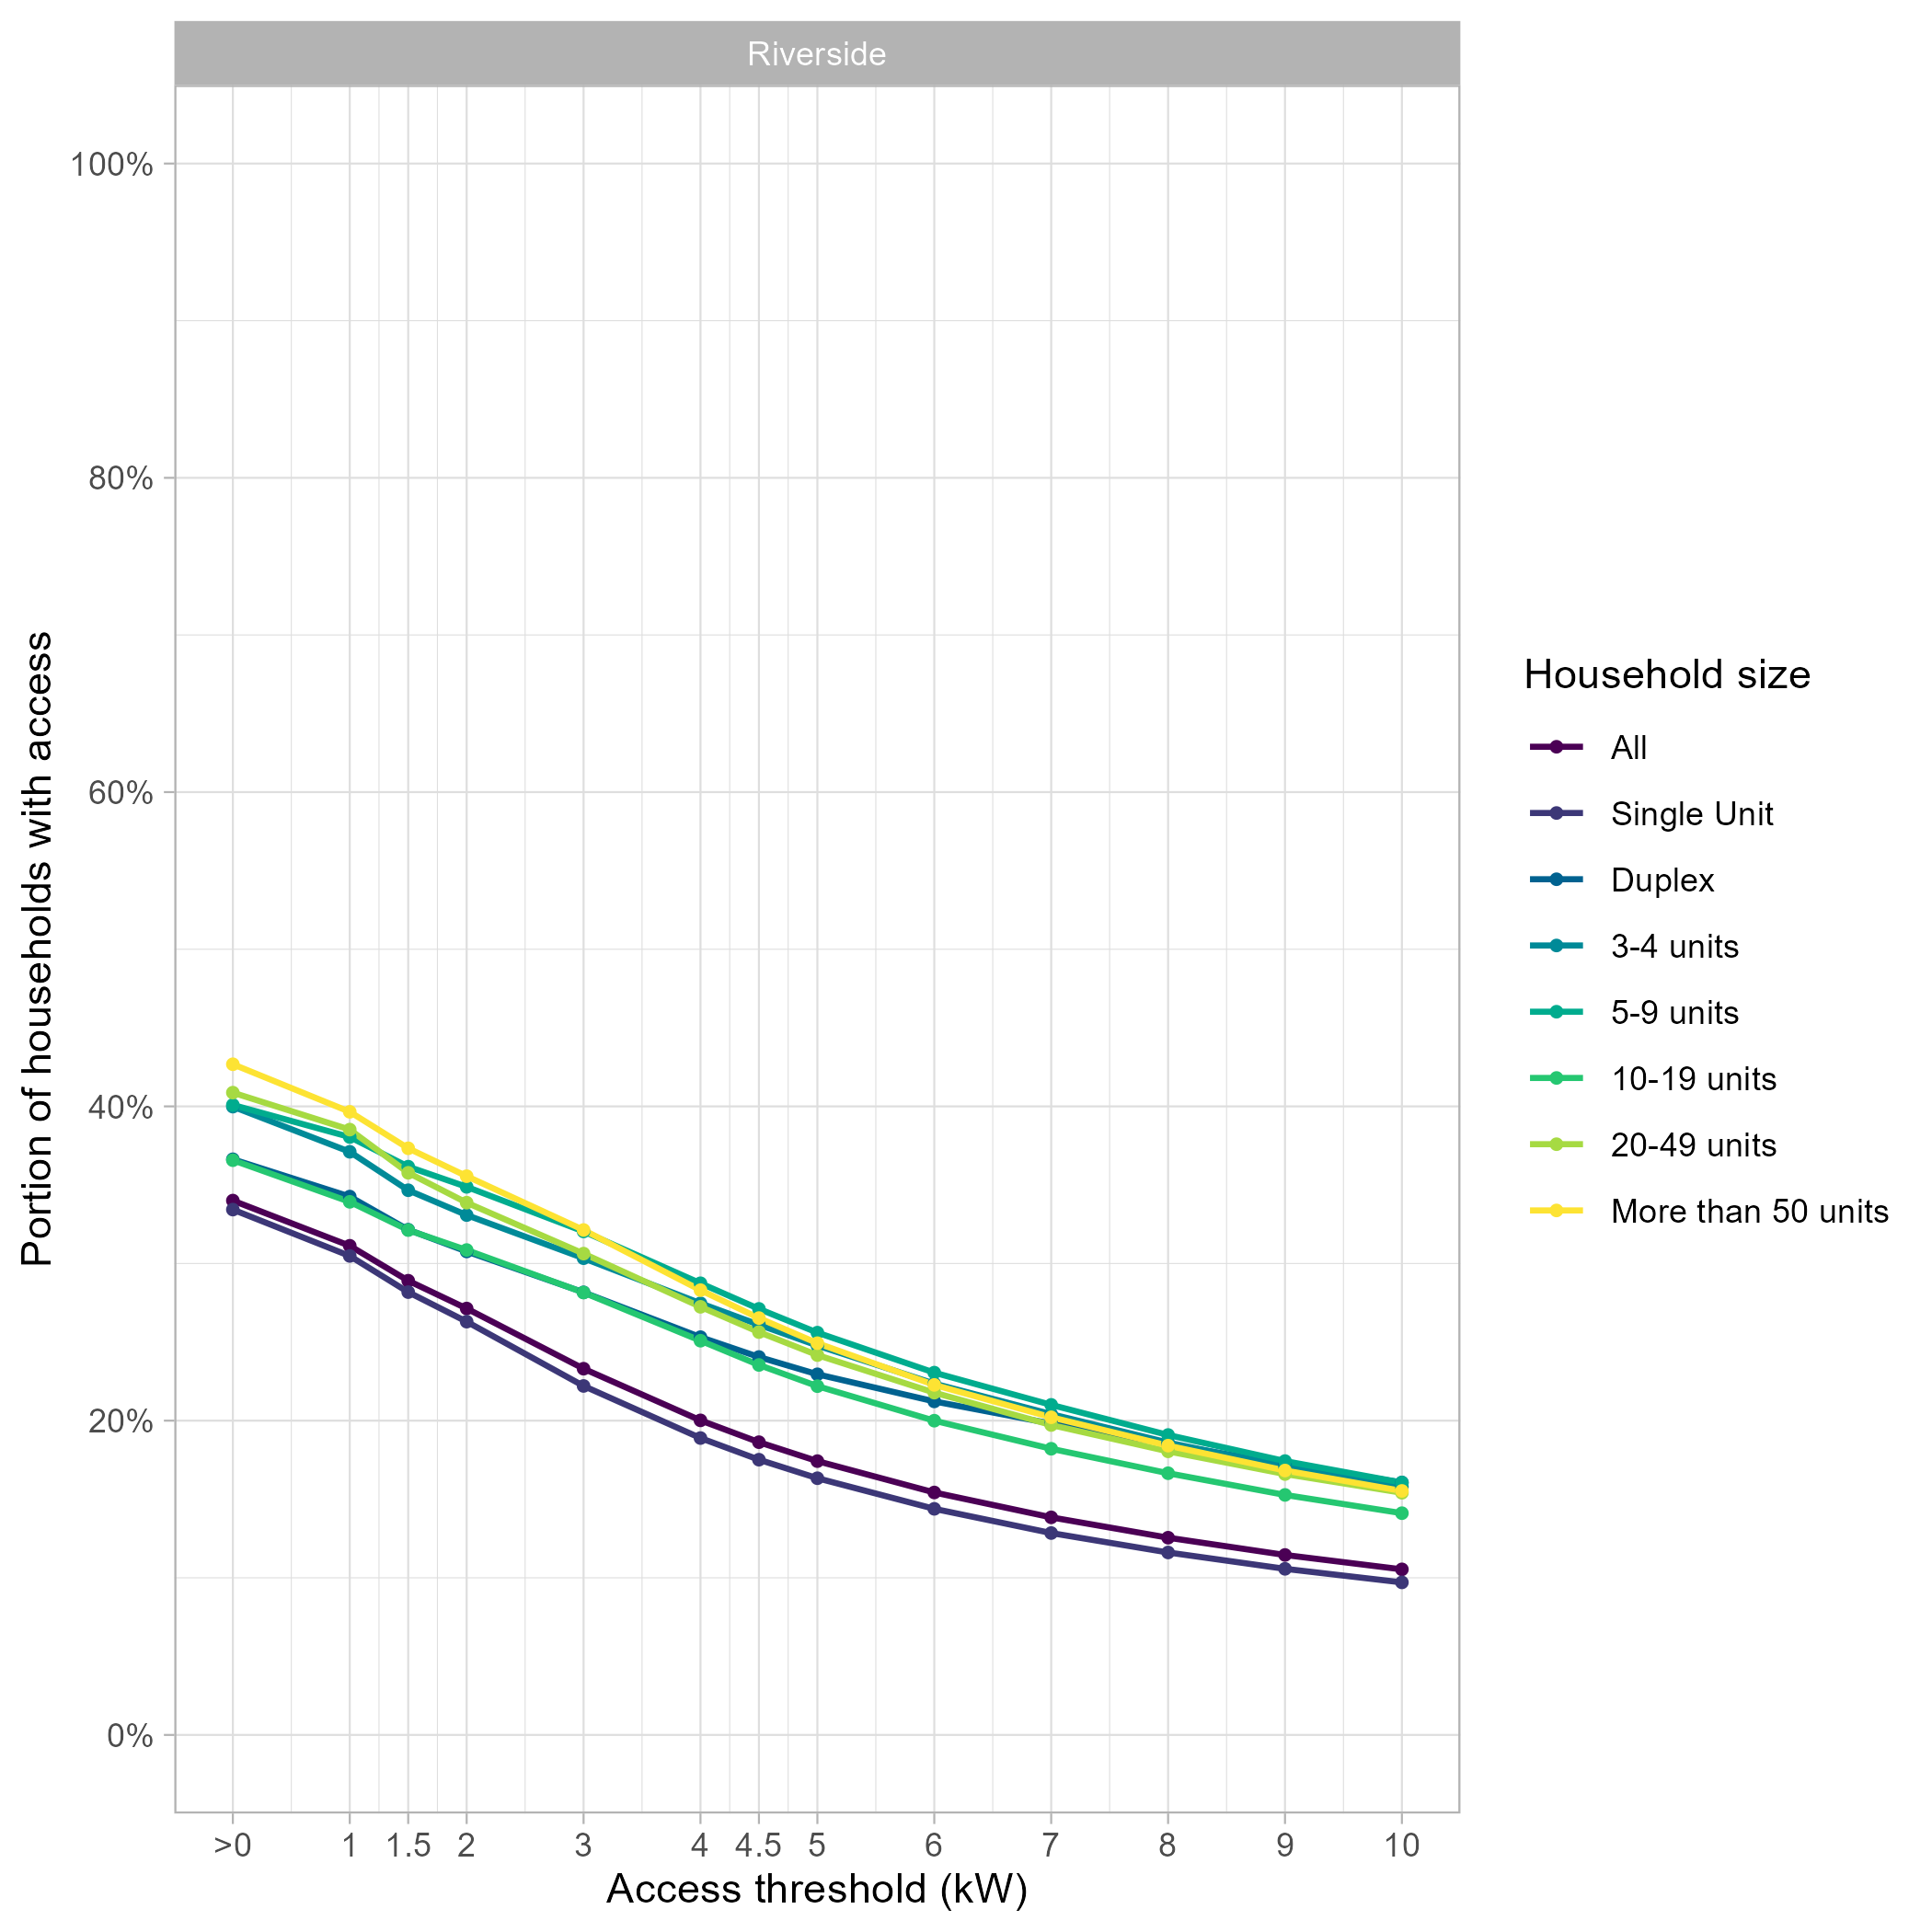 Riverside
100%
80%
60%
40%
20%
0%
Portion of households with access
>0 1 1.5 2 3 4 4.5 5 6 7 8 9 10
Access threshold (kW)
Household size
All
Single Unit
Duplex
3-4 units
5-9 units
10-19 units
20-49 units
More than 50 units